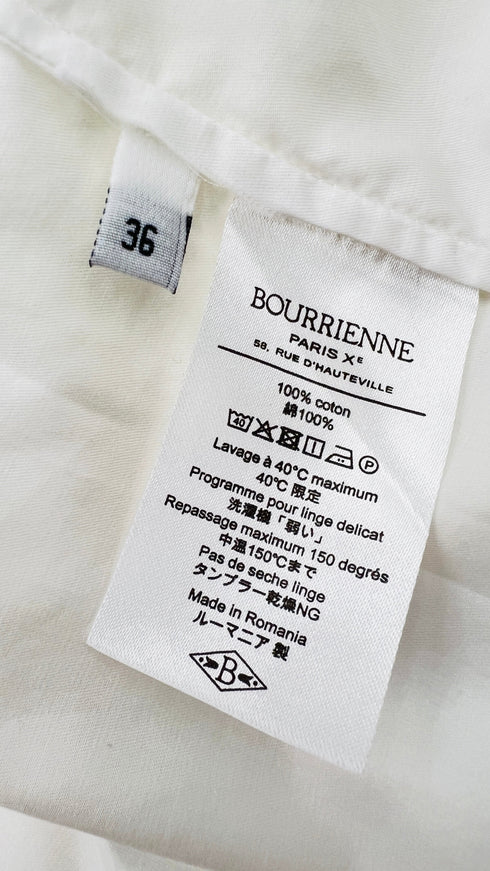 36
BOURRIENNE
PARIS Xᴱ
58, RUE D'HAUTEVILLE
100% coton
綿100%
40 P
Lavage à 40°C maximum
40℃ 限定
Programme pour linge delicat
洗濯機「弱い」
Repassage maximum 150 degrés
中温150℃まで
Pas de seche linge
タンブラー乾燥NG
Made in Romania
ルーマニア 製
B